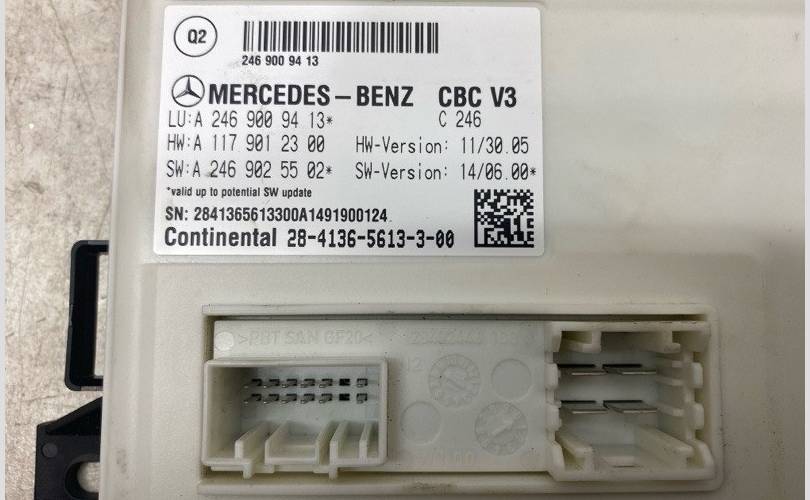 Q2
246 900 94 13
MERCEDES-BENZ CBC V3
LU:A 246 900 94 13* C 246
HW:A 117 901 23 00 HW-Version: 11/30.05
SW:A 246 902 55 02* SW-Version: 14/06.00*
*valid up to potential SW update
SN: 2841365613300A1491900124
Continental 28-4136-5613-3-00
>PBT SAN GF20<